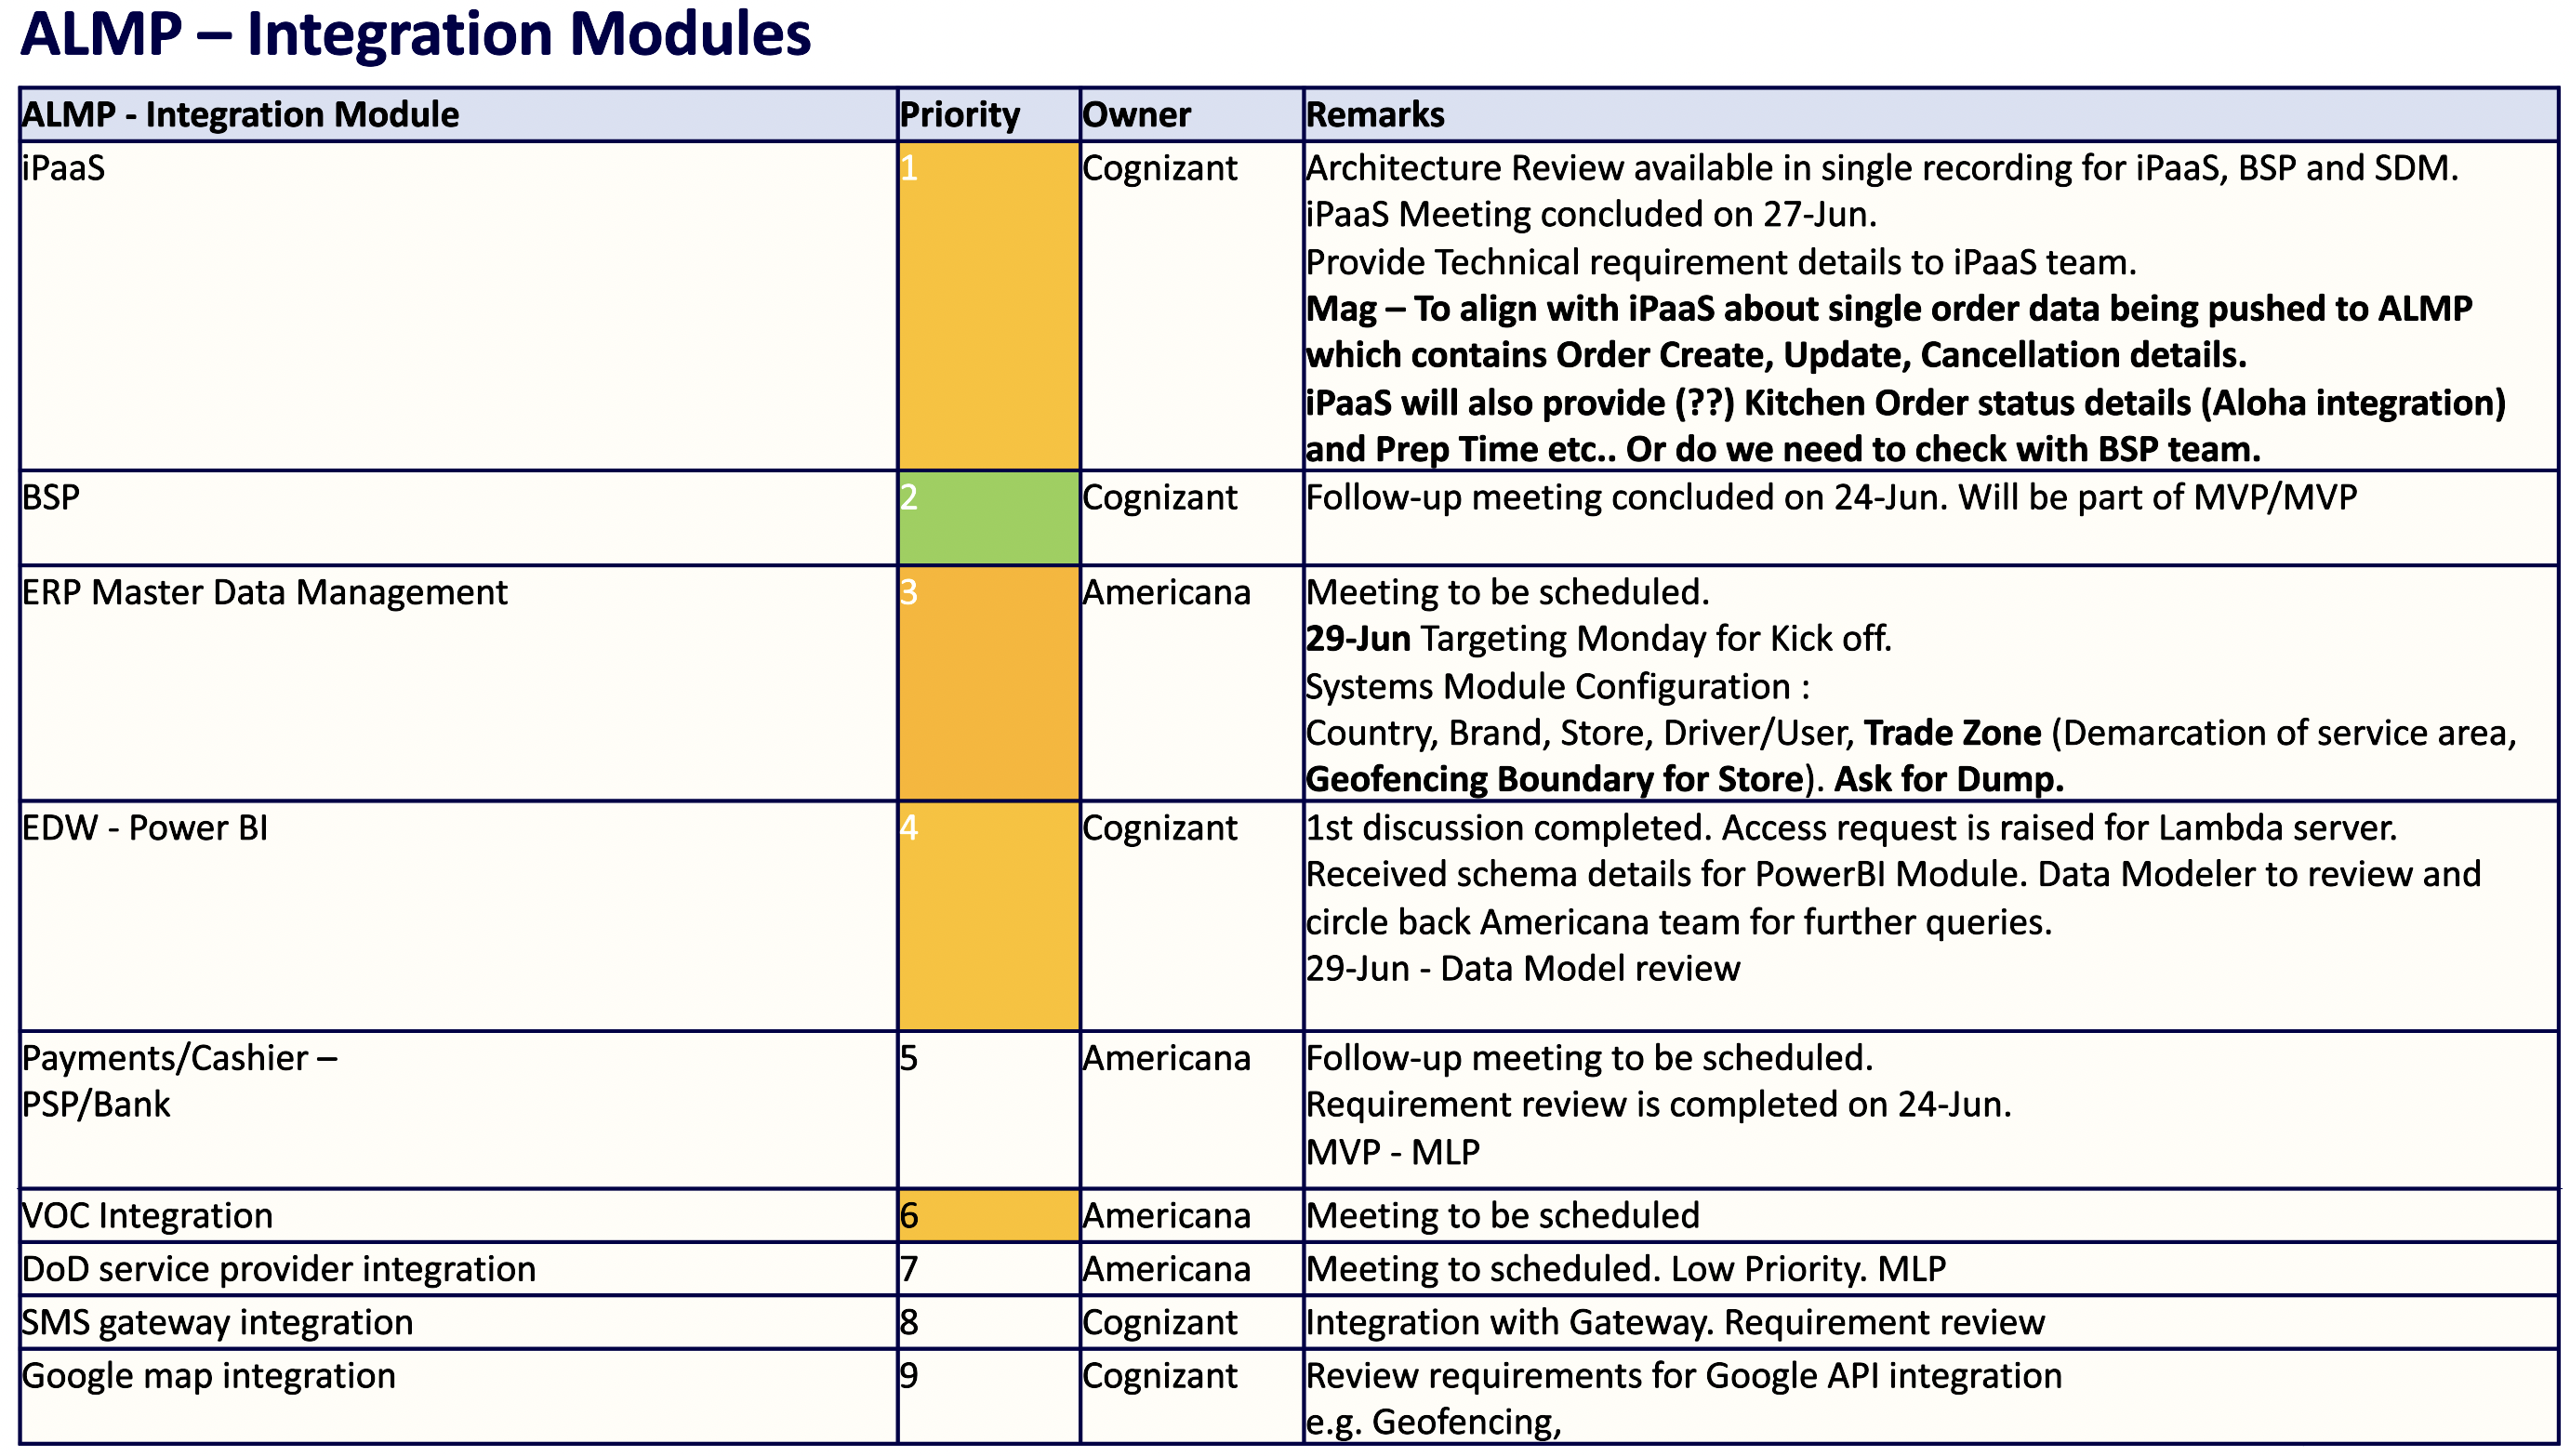 ALMP – Integration Modules
ALMP - Integration Module Priority Owner Remarks
iPaaS 1 Cognizant Architecture Review available in single recording for iPaaS, BSP and SDM.
iPaaS Meeting concluded on 27-Jun.
Provide Technical requirement details to iPaaS team.
Mag – To align with iPaaS about single order data being pushed to ALMP
which contains Order Create, Update, Cancellation details.
iPaaS will also provide (??) Kitchen Order status details (Aloha integration)
and Prep Time etc.. Or do we need to check with BSP team.
BSP 2 Cognizant Follow-up meeting concluded on 24-Jun. Will be part of MVP/MVP
ERP Master Data Management 3 Americana Meeting to be scheduled.
29-Jun Targeting Monday for Kick off.
Systems Module Configuration :
Country, Brand, Store, Driver/User, Trade Zone (Demarcation of service area,
Geofencing Boundary for Store). Ask for Dump.
EDW - Power BI 4 Cognizant 1st discussion completed. Access request is raised for Lambda server.
Received schema details for PowerBI Module. Data Modeler to review and
circle back Americana team for further queries.
29-Jun - Data Model review
Payments/Cashier – 5 Americana Follow-up meeting to be scheduled.
PSP/Bank Requirement review is completed on 24-Jun.
MVP - MLP
VOC Integration 6 Americana Meeting to be scheduled
DoD service provider integration 7 Americana Meeting to scheduled. Low Priority. MLP
SMS gateway integration 8 Cognizant Integration with Gateway. Requirement review
Google map integration 9 Cognizant Review requirements for Google API integration
e.g. Geofencing,